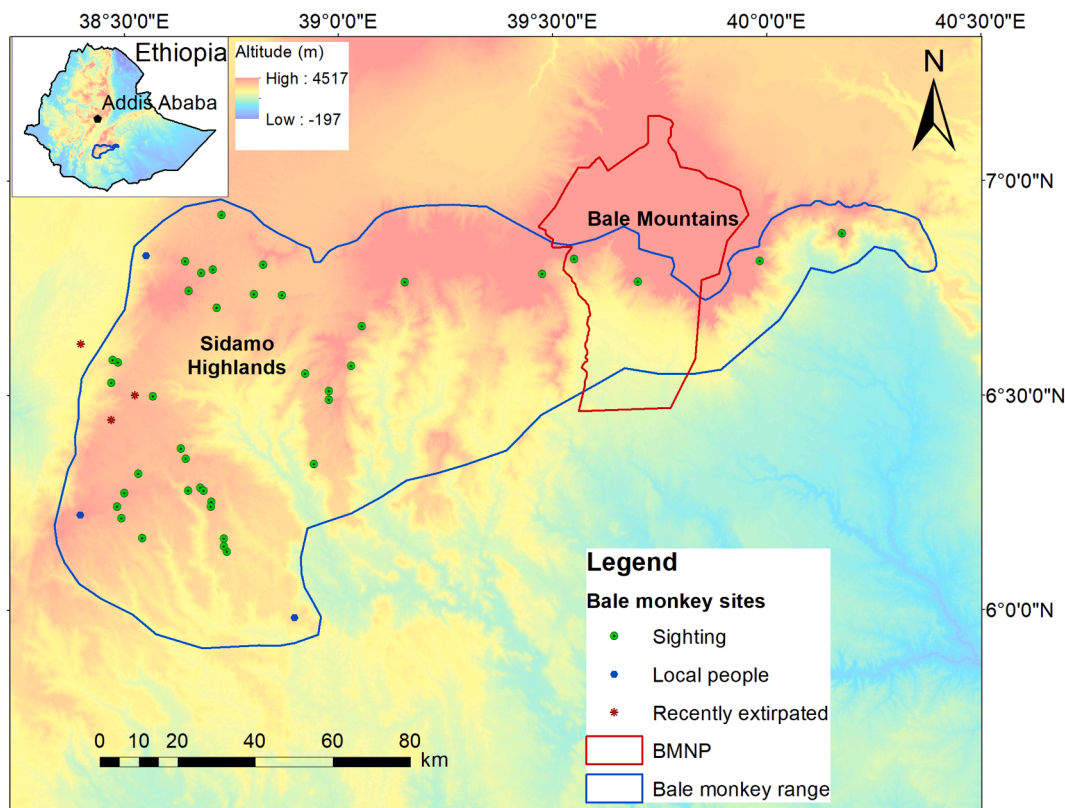 38°30'0"E 39°0'0"E 39°30'0"E 40°0'0"E 40°30'0"E
Ethiopia
Addis Ababa
Altitude (m)
High : 4517
Low : -197
N
7°0'0"N
6°30'0"N
6°0'0"N
Bale Mountains
Sidamo
Highlands
Legend
Bale monkey sites
Sighting
Local people
Recently extirpated
BMNP
Bale monkey range
0 10 20 40 60 80
km